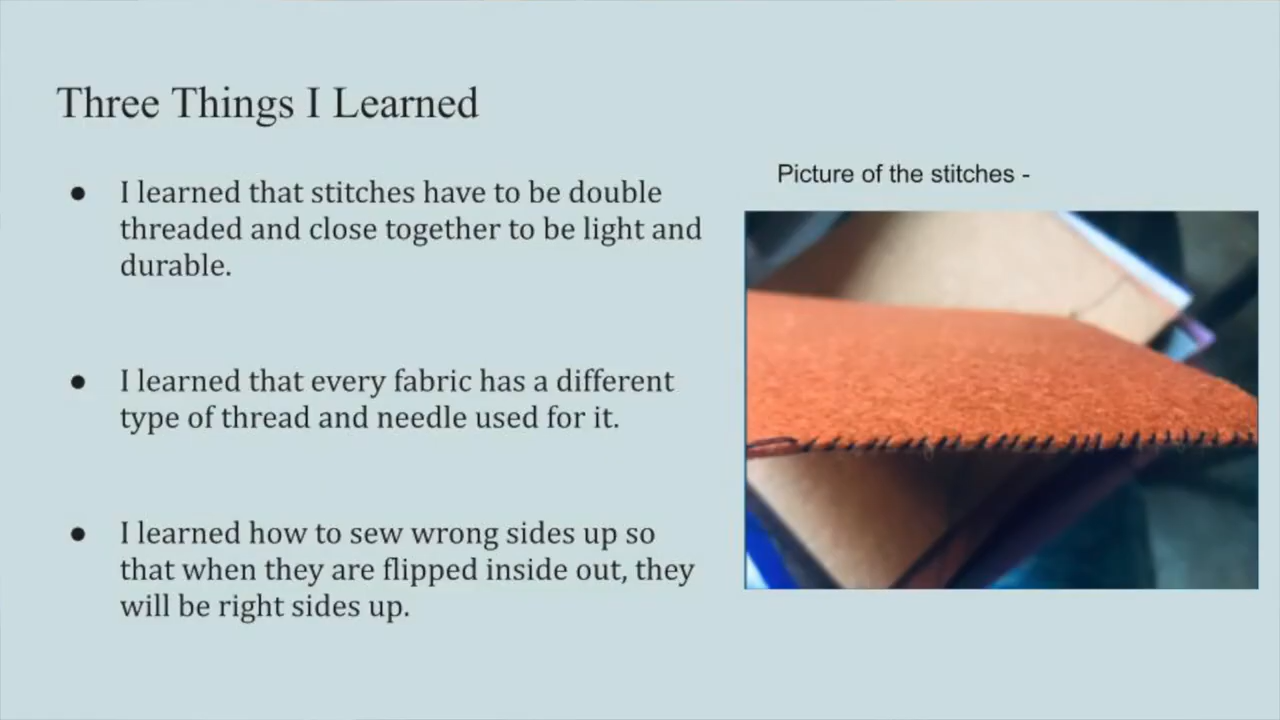 Three Things I Learned
● I learned that stitches have to be double
threaded and close together to be light and
durable.
● I learned that every fabric has a different
type of thread and needle used for it.
● I learned how to sew wrong sides up so
that when they are flipped inside out, they
will be right sides up.
Picture of the stitches -